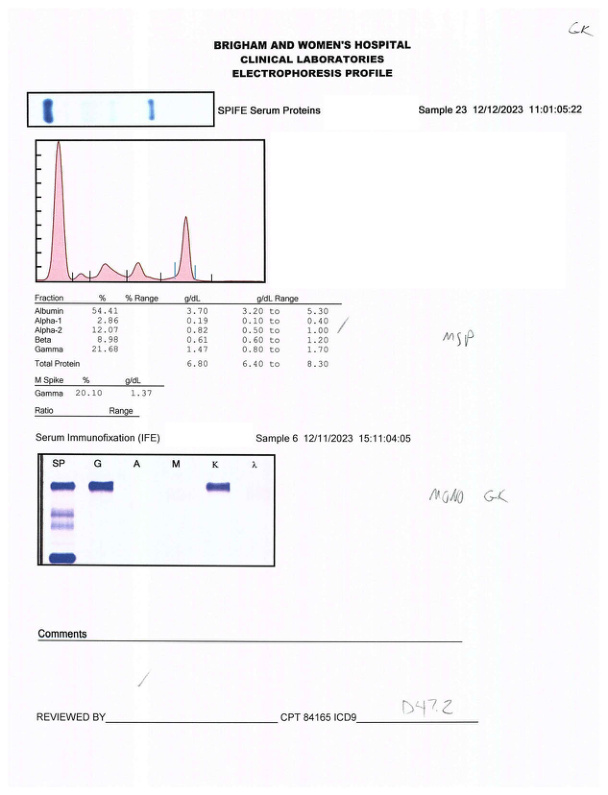 GK
BRIGHAM AND WOMEN'S HOSPITAL
CLINICAL LABORATORIES
ELECTROPHORESIS PROFILE
SPIFE Serum Proteins Sample 23 12/12/2023 11:01:05:22
Fraction % % Range g/dL g/dL Range
Albumin 54.41 3.70 3.20 to 5.30
Alpha-1 2.86 0.19 0.10 to 0.40
Alpha-2 12.07 0.82 0.50 to 1.00
Beta 8.98 0.61 0.60 to 1.20
Gamma 21.68 1.47 0.80 to 1.70
MSP
Total Protein 6.80 6.40 to 8.30
M Spike % g/dL
Gamma 20.10 1.37
Ratio Range
Serum Immunofixation (IFE) Sample 6 12/11/2023 15:11:04:05
SP G A M K λ
MONO GK
Comments
REVIEWED BY CPT 84165 ICD9 D47.2